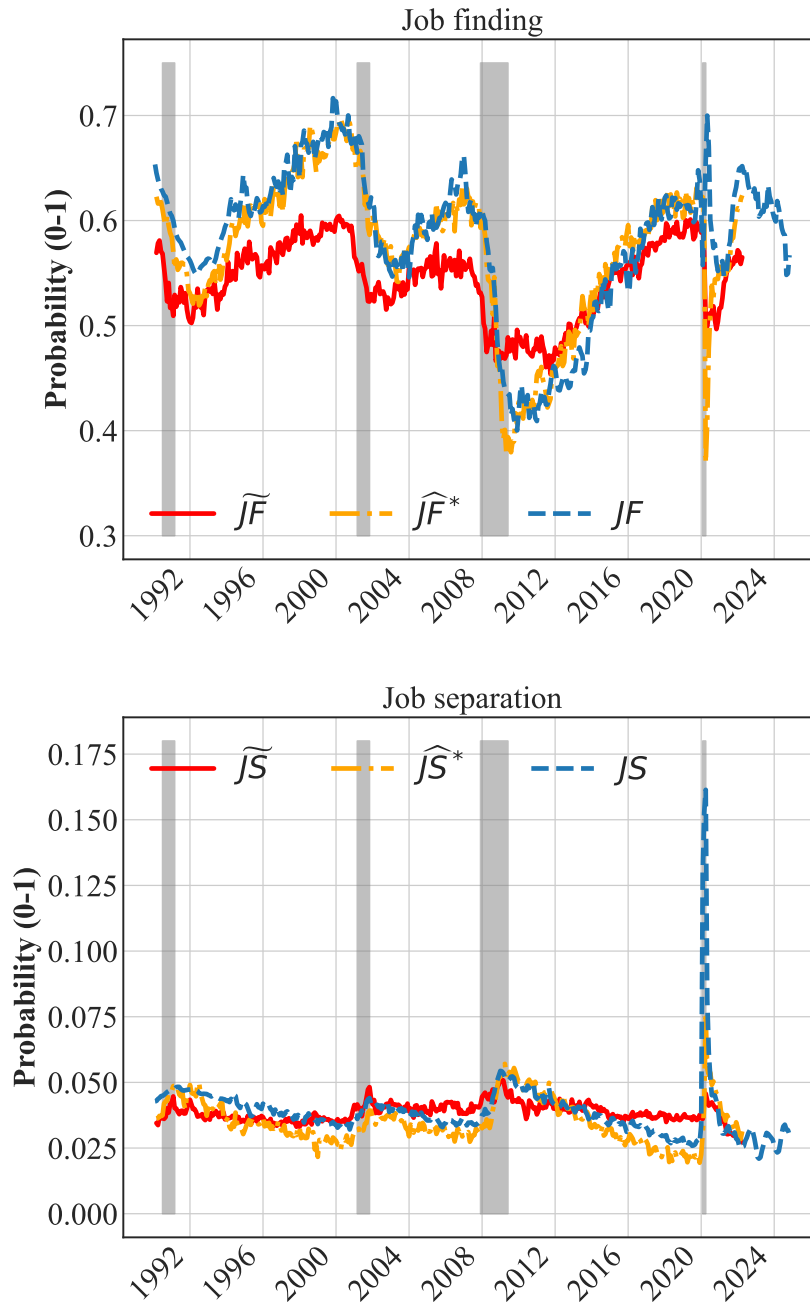 Job finding
Probability (0-1)
0.7
0.6
0.5
0.4
0.3
J̃F̃ ĴF̂* JF
1992 1996 2000 2004 2008 2012 2016 2020 2024
Job separation
Probability (0-1)
0.175
0.150
0.125
0.100
0.075
0.050
0.025
0.000
J̃S̃ ĴŜ* JS
1992 1996 2000 2004 2008 2012 2016 2020 2024